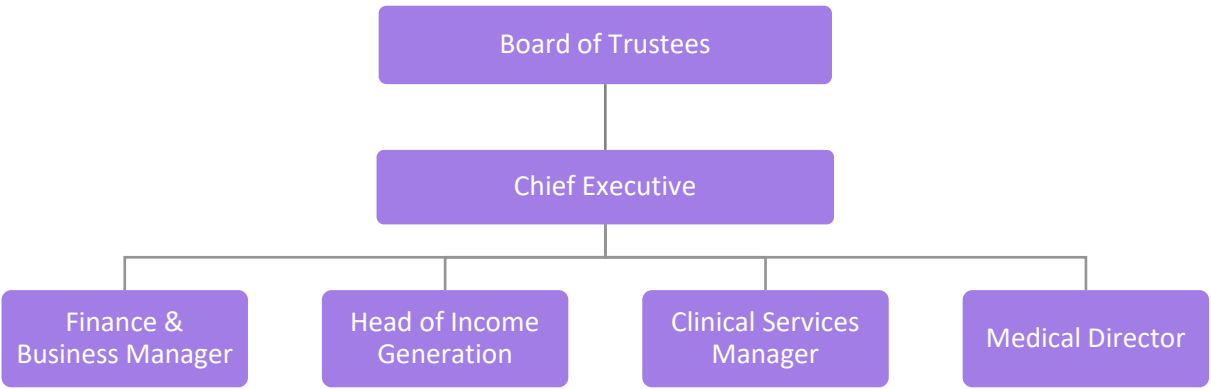 Board of Trustees
Chief Executive
Finance &
Business Manager
Head of Income
Generation
Clinical Services
Manager
Medical Director